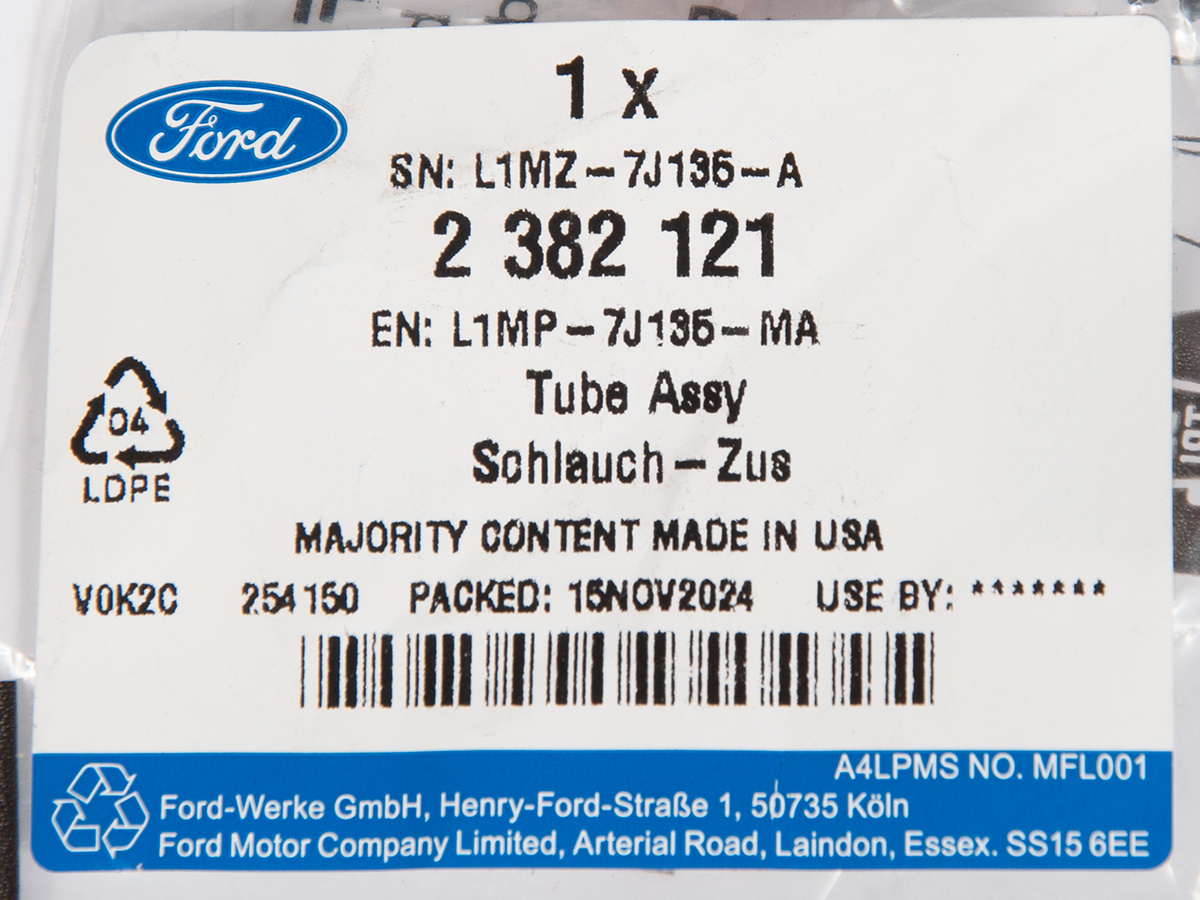 Ford
1 x
SN: L1MZ-7J135-A
2 382 121
EN: L1MP-7J135-MA
Tube Assy
Schlauch-Zus
04
LDPE
MAJORITY CONTENT MADE IN USA
V0K2C 254150 PACKED: 15NOV2024 USE BY: *******
A4LPMS NO. MFL001
Ford-Werke GmbH, Henry-Ford-Straße 1, 50735 Köln
Ford Motor Company Limited, Arterial Road, Laindon, Essex. SS15 6EE